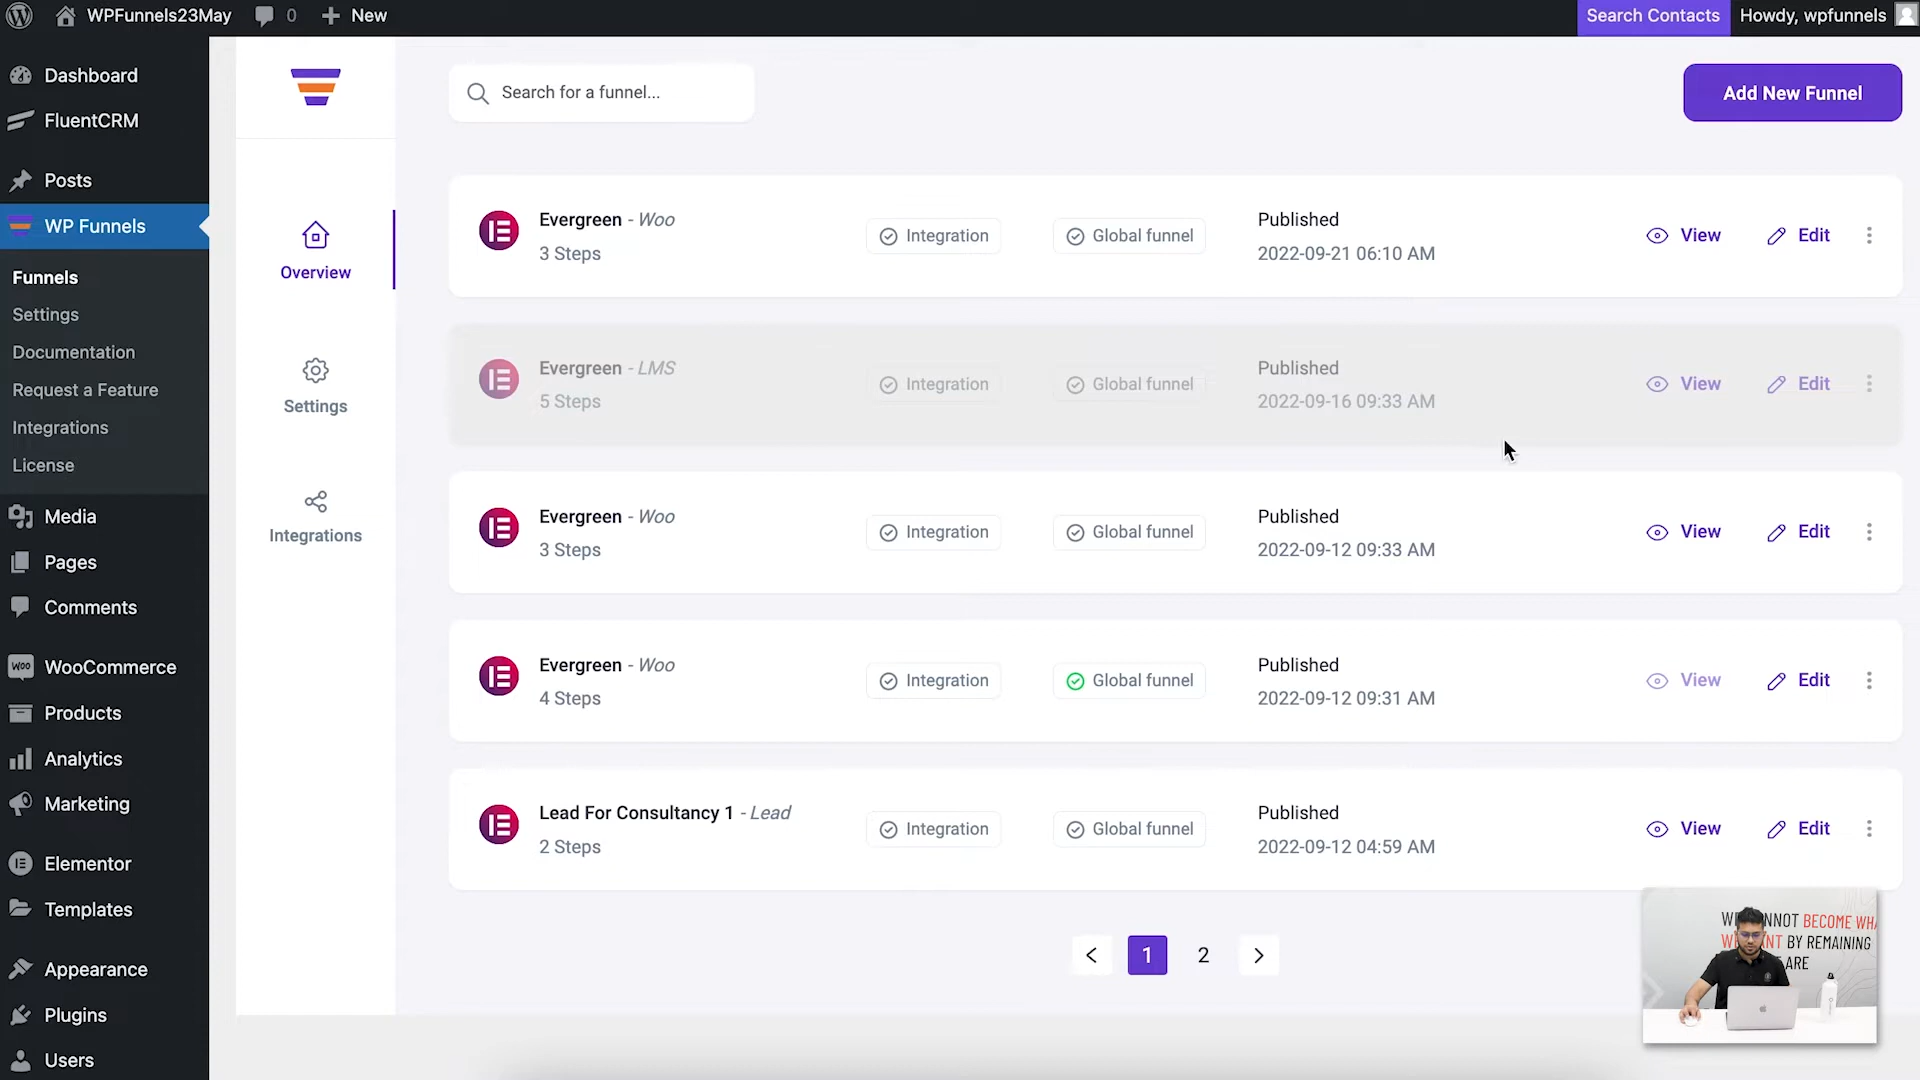 WPFunnels23May
0
New
Search Contacts
Howdy, wpfunnels
Dashboard
FluentCRM
Posts
WP Funnels
Funnels
Settings
Documentation
Request a Feature
Integrations
License
Media
Pages
Comments
WooCommerce
Products
Analytics
Marketing
Elementor
Templates
Appearance
Plugins
Users
Overview
Settings
Integrations
Search for a funnel...
Add New Funnel
Evergreen - Woo
3 Steps
Integration
Global funnel
Published
2022-09-21 06:10 AM
View
Edit
Evergreen - LMS
5 Steps
Integration
Global funnel
Published
2022-09-16 09:33 AM
View
Edit
Evergreen - Woo
3 Steps
Integration
Global funnel
Published
2022-09-12 09:33 AM
View
Edit
Evergreen - Woo
4 Steps
Integration
Global funnel
Published
2022-09-12 09:31 AM
View
Edit
Lead For Consultancy 1 - Lead
2 Steps
Integration
Global funnel
Published
2022-09-12 04:59 AM
View
Edit
1
2
BECOME
BY REMAINING
ARE